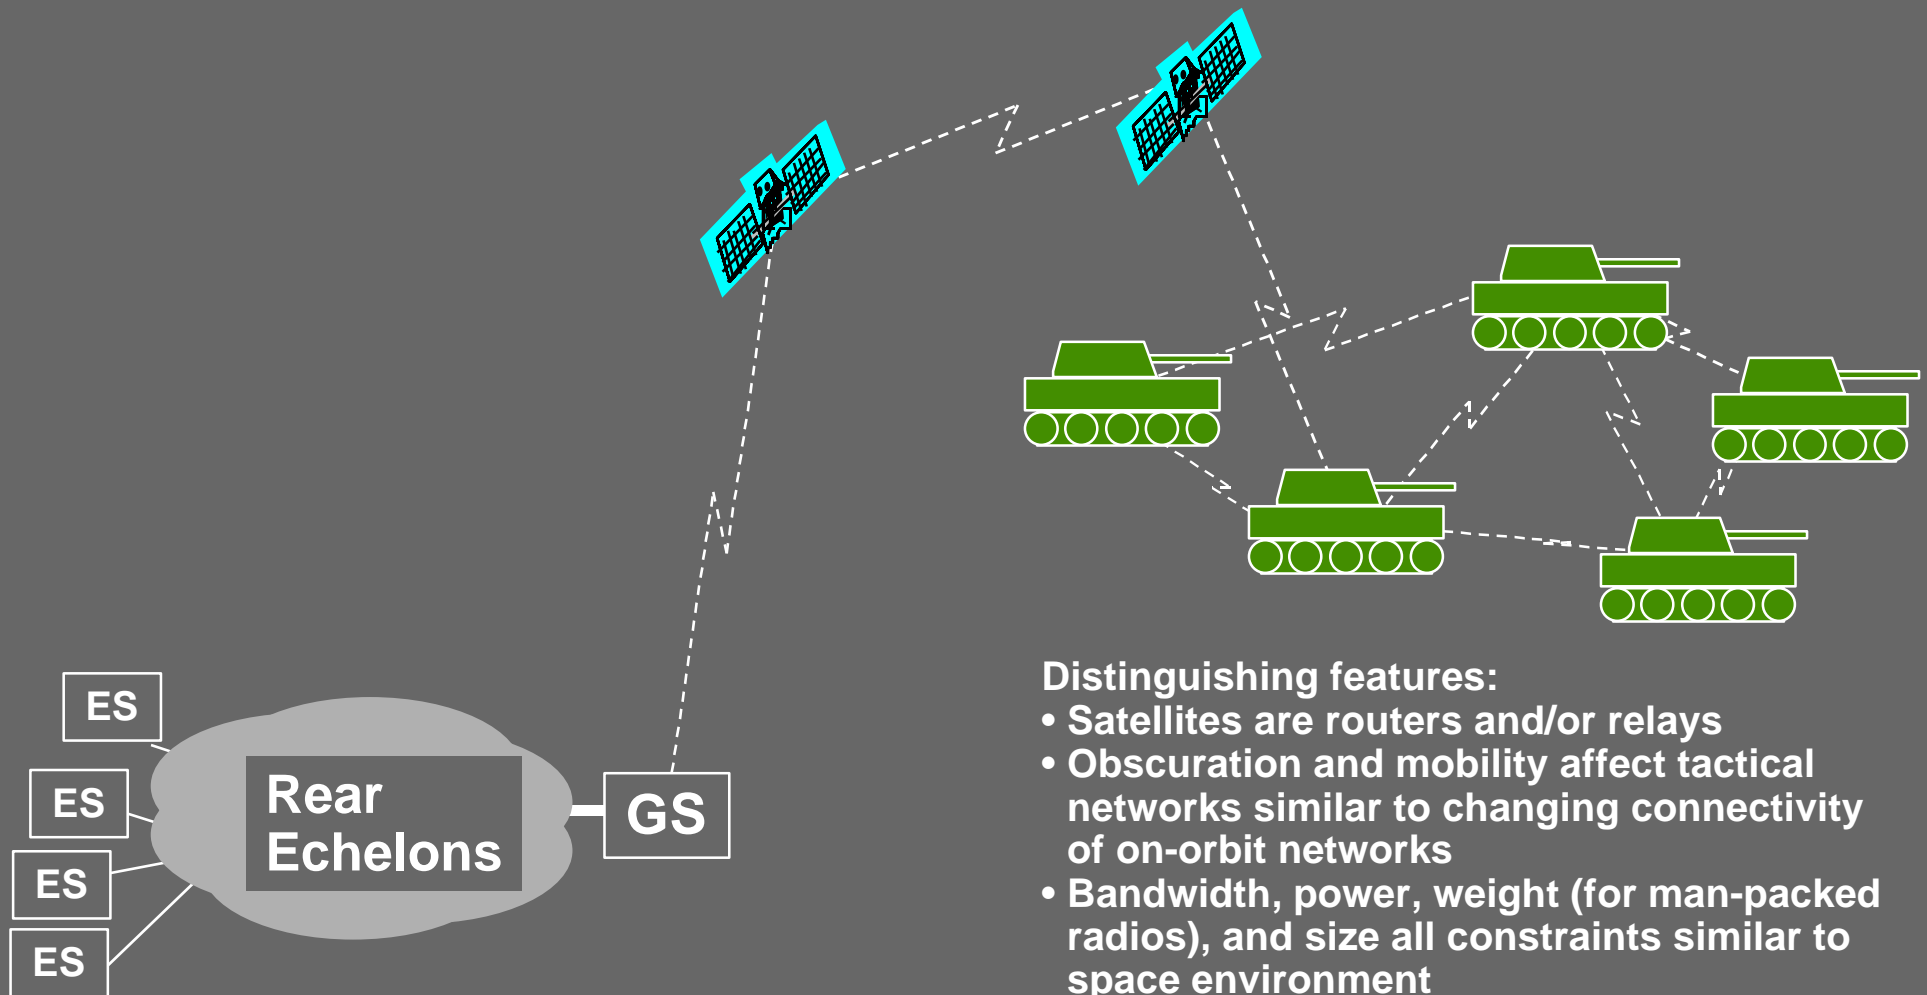 Distinguishing features:
• Satellites are routers and/or relays
• Obscuration and mobility affect tactical
networks similar to changing connectivity
of on-orbit networks
• Bandwidth, power, weight (for man-packed
radios), and size all constraints similar to
space environment
ES
ES
ES
ES
Rear
Echelons
GS